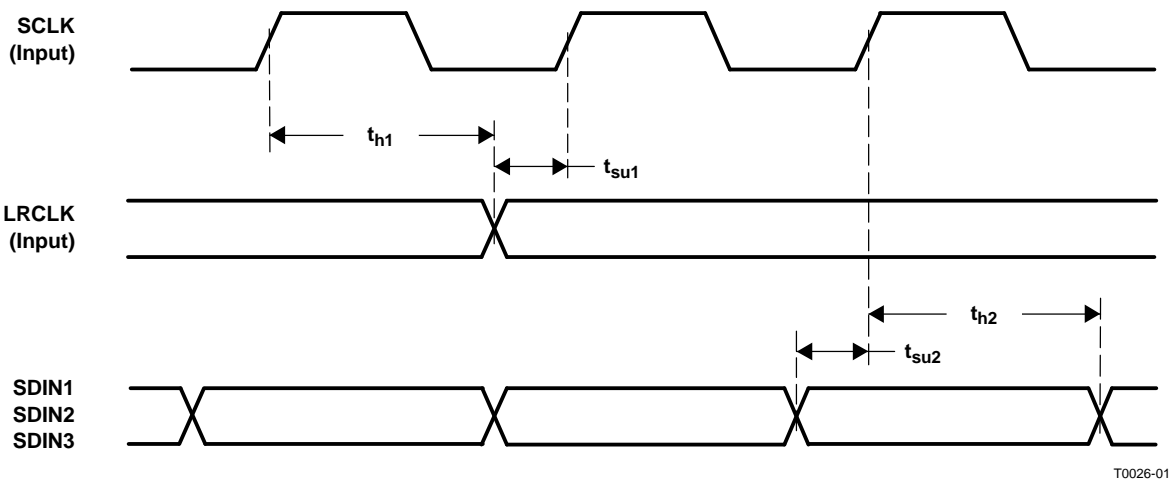 SCLK
(Input)
th1
tsu1
LRCLK
(Input)
th2
tsu2
SDIN1
SDIN2
SDIN3
T0026-01